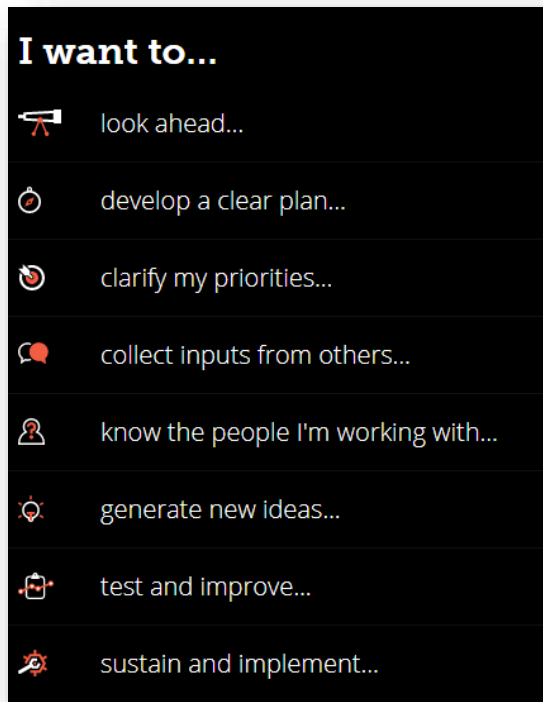 I want to...
look ahead...
develop a clear plan...
clarify my priorities...
collect inputs from others...
know the people I'm working with...
generate new ideas...
test and improve...
sustain and implement...